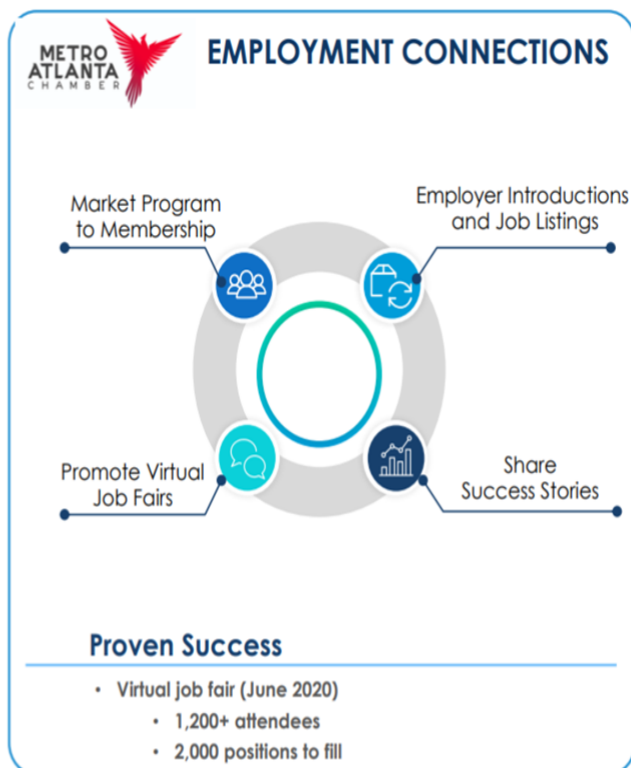 METRO
ATLANTA
CHAMBER
EMPLOYMENT CONNECTIONS
Market Program
to Membership
Employer Introductions
and Job Listings
Promote Virtual
Job Fairs
Share
Success Stories
Proven Success
• Virtual job fair (June 2020)
• 1,200+ attendees
• 2,000 positions to fill